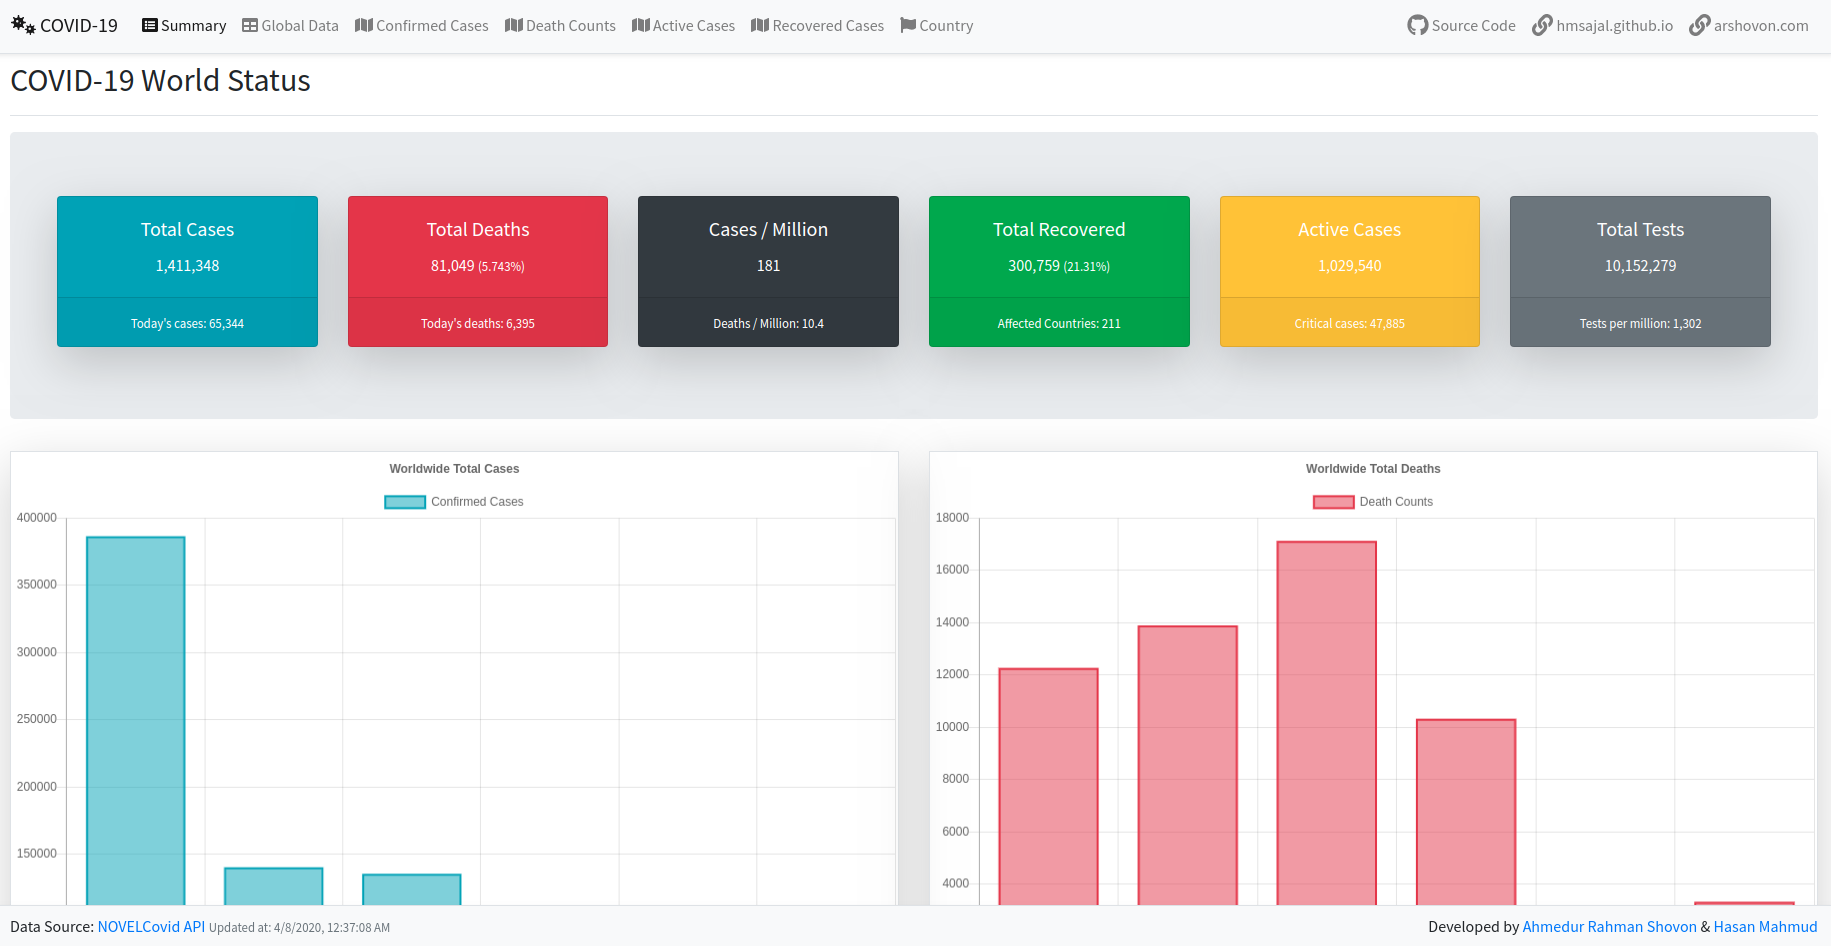 COVID-19 Summary Global Data Confirmed Cases Death Counts Active Cases Recovered Cases Country Source Code hmsajal.github.io arshovon.com
COVID-19 World Status
Total Cases
1,411,348
Today's cases: 65,344
Total Deaths
81,049 (5.743%)
Today's deaths: 6,395
Cases / Million
181
Deaths / Million: 10.4
Total Recovered
300,759 (21.31%)
Affected Countries: 211
Active Cases
1,029,540
Critical cases: 47,885
Total Tests
10,152,279
Tests per million: 1,302
Worldwide Total Cases
Confirmed Cases
400000
350000
300000
250000
200000
150000
Worldwide Total Deaths
Death Counts
18000
16000
14000
12000
10000
8000
6000
4000
Data Source: NOVELCovid API Updated at: 4/8/2020, 12:37:08 AM
Developed by Ahmedur Rahman Shovon & Hasan Mahmud